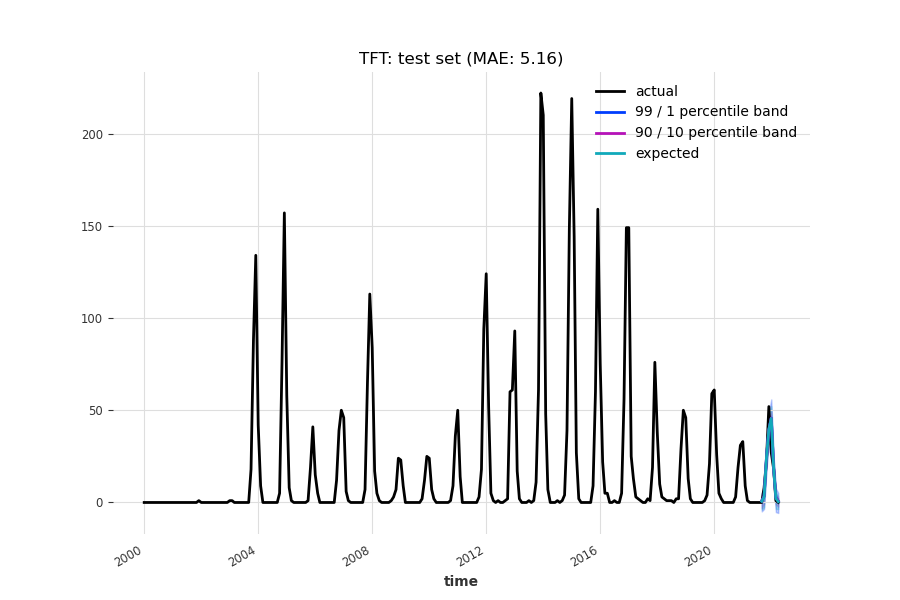 TFT: test set (MAE: 5.16)
actual
99 / 1 percentile band
90 / 10 percentile band
expected
200
150
100
50
0
2000
2004
2008
2012
2016
2020
time